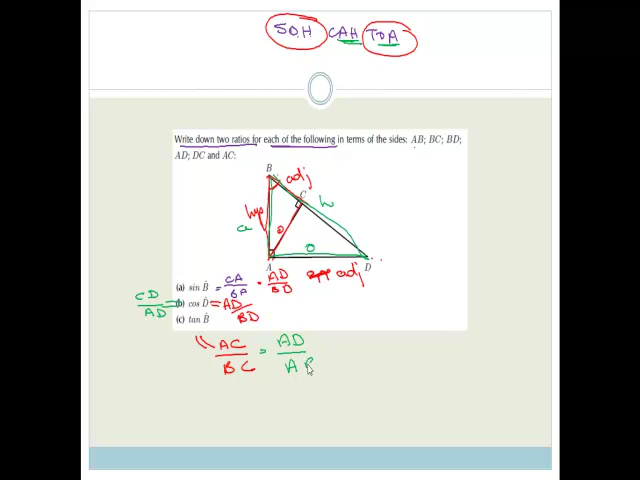 SOH CAH TOA
Write down two ratios for each of the following in terms of the sides: AB; BC; BD;
AD; DC and AC:
B
adj
C
h
hyp
a
o
o
A
D
adj
(a) sin B̂ = CA/BA = AD/BD
CD/AD = (b) cos D̂ = AD/BD
(c) tan B̂
= AC/BC = AD/AB